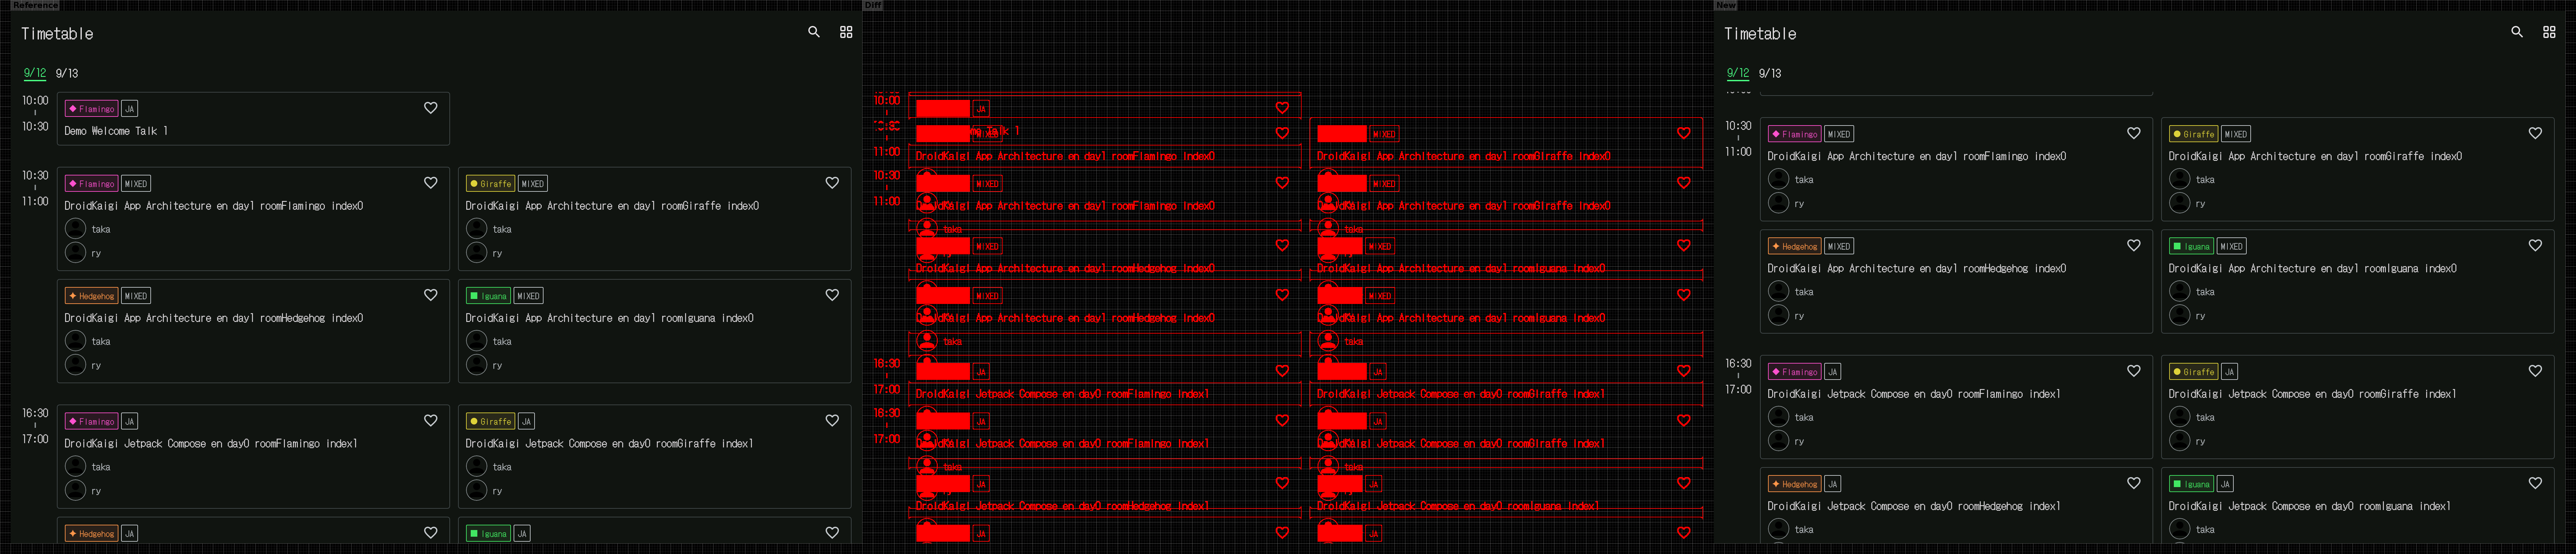 Reference
Timetable
9/12 9/13
10:00
10:30
Flamingo JA
Demo Welcome Talk 1
10:30
11:00
Flamingo MIXED
DroidKaigi App Architecture en day1 roomFlamingo index0
taka
ry
Giraffe MIXED
DroidKaigi App Architecture en day1 roomGiraffe index0
taka
ry
Hedgehog MIXED
DroidKaigi App Architecture en day1 roomHedgehog index0
taka
ry
Iguana MIXED
DroidKaigi App Architecture en day1 roomIguana index0
taka
ry
16:30
17:00
Flamingo JA
DroidKaigi Jetpack Compose en day0 roomFlamingo index1
taka
ry
Giraffe JA
DroidKaigi Jetpack Compose en day0 roomGiraffe index1
taka
ry
Hedgehog JA
Iguana JA
Diff
10:00
JA
Talk 1
11:00
MIXED
MIXED
DroidKaigi App Architecture en day1 roomFlamingo index0
DroidKaigi App Architecture en day1 roomGiraffe index0
10:30
11:00
MIXED
MIXED
DroidKaigi App Architecture en day1 roomFlamingo index0
DroidKaigi App Architecture en day1 roomGiraffe index0
taka
taka
MIXED
MIXED
DroidKaigi App Architecture en day1 roomHedgehog index0
DroidKaigi App Architecture en day1 roomIguana index0
MIXED
MIXED
DroidKaigi App Architecture en day1 roomHedgehog index0
DroidKaigi App Architecture en day1 roomIguana index0
taka
taka
16:30
17:00
JA
JA
DroidKaigi Jetpack Compose en day0 roomFlamingo index1
DroidKaigi Jetpack Compose en day0 roomGiraffe index1
16:30
17:00
JA
JA
DroidKaigi Jetpack Compose en day0 roomFlamingo index1
DroidKaigi Jetpack Compose en day0 roomGiraffe index1
taka
taka
JA
JA
DroidKaigi Jetpack Compose en day0 roomHedgehog index1
DroidKaigi Jetpack Compose en day0 roomIguana index1
JA
JA
New
Timetable
9/12 9/13
10:30
11:00
Flamingo MIXED
DroidKaigi App Architecture en day1 roomFlamingo index0
taka
ry
Giraffe MIXED
DroidKaigi App Architecture en day1 roomGiraffe index0
taka
ry
Hedgehog MIXED
DroidKaigi App Architecture en day1 roomHedgehog index0
taka
ry
Iguana MIXED
DroidKaigi App Architecture en day1 roomIguana index0
taka
ry
16:30
17:00
Flamingo JA
DroidKaigi Jetpack Compose en day0 roomFlamingo index1
taka
ry
Giraffe JA
DroidKaigi Jetpack Compose en day0 roomGiraffe index1
taka
ry
Hedgehog JA
DroidKaigi Jetpack Compose en day0 roomHedgehog index1
taka
Iguana JA
DroidKaigi Jetpack Compose en day0 roomIguana index1
taka